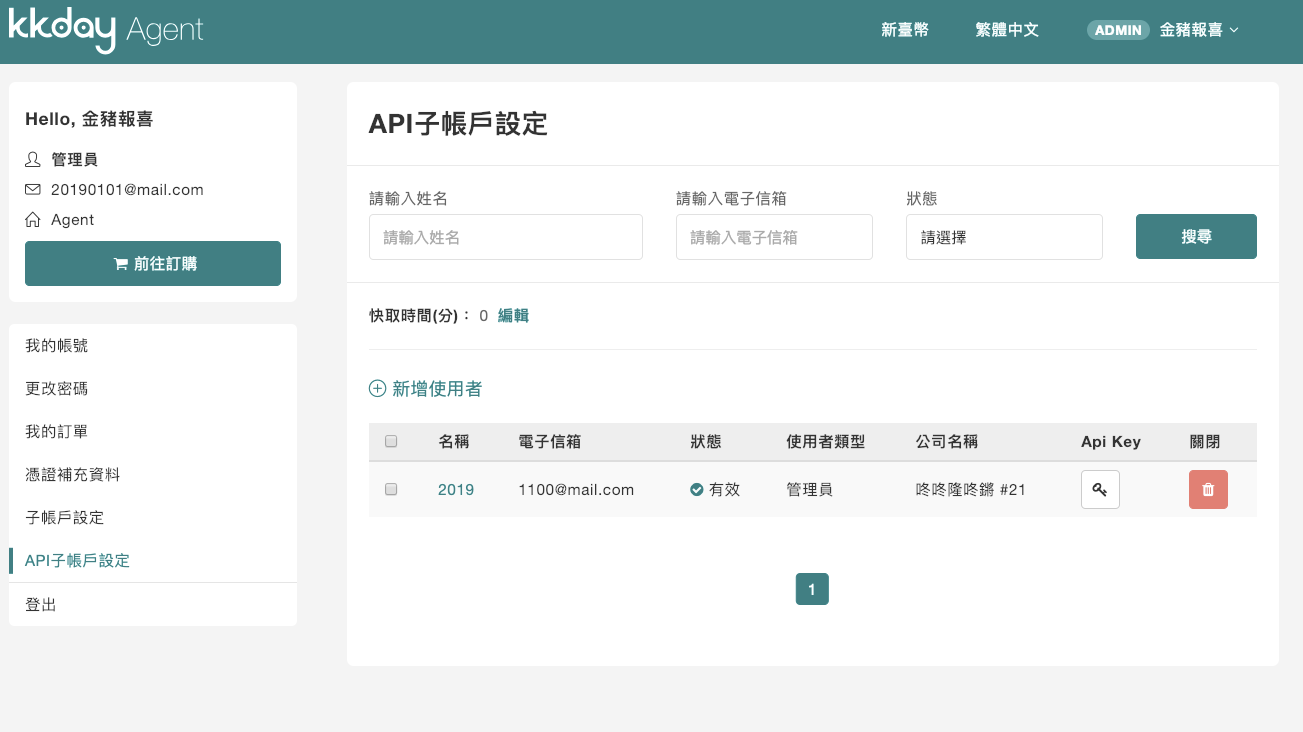 kkday Agent
新臺幣 繁體中文 ADMIN 金豬報喜
Hello, 金豬報喜
管理員
20190101@mail.com
Agent
前往訂購
我的帳號
更改密碼
我的訂單
憑證補充資料
子帳戶設定
API子帳戶設定
登出
API子帳戶設定
請輸入姓名 請輸入電子信箱 狀態
請輸入姓名 請輸入電子信箱 請選擇 搜尋
快取時間(分)： 0 編輯
新增使用者
名稱 電子信箱 狀態 使用者類型 公司名稱 Api Key 關閉
2019 1100@mail.com 有效 管理員 咚咚隆咚鏘 #21
1